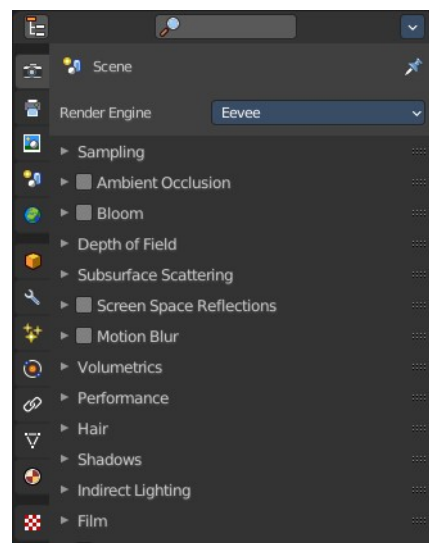 Scene
Render Engine Eevee
Sampling
Ambient Occlusion
Bloom
Depth of Field
Subsurface Scattering
Screen Space Reflections
Motion Blur
Volumetrics
Performance
Hair
Shadows
Indirect Lighting
Film